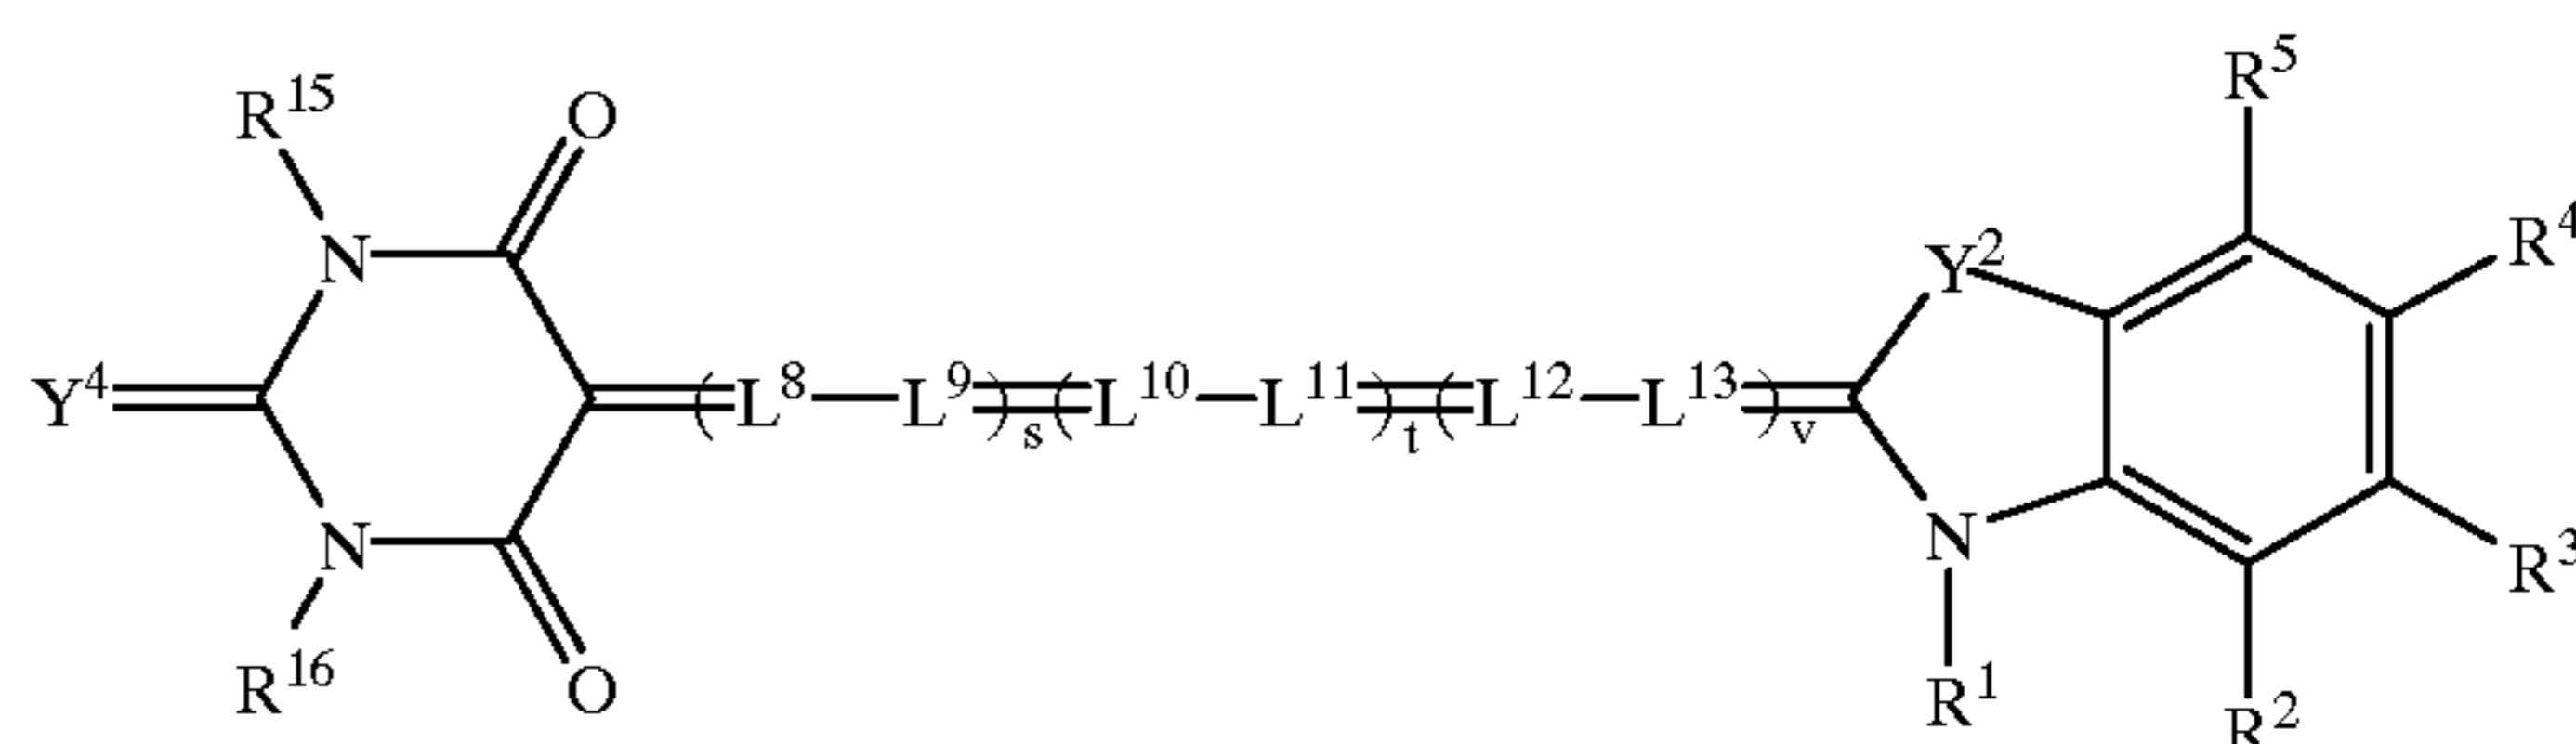 R⁵
R¹⁵ O
R⁴
N Y²
Y⁴ (L⁸ L⁹)s (L¹⁰ L¹¹)t (L¹² L¹³)v
N N
R³
R¹⁶ O R¹
R²